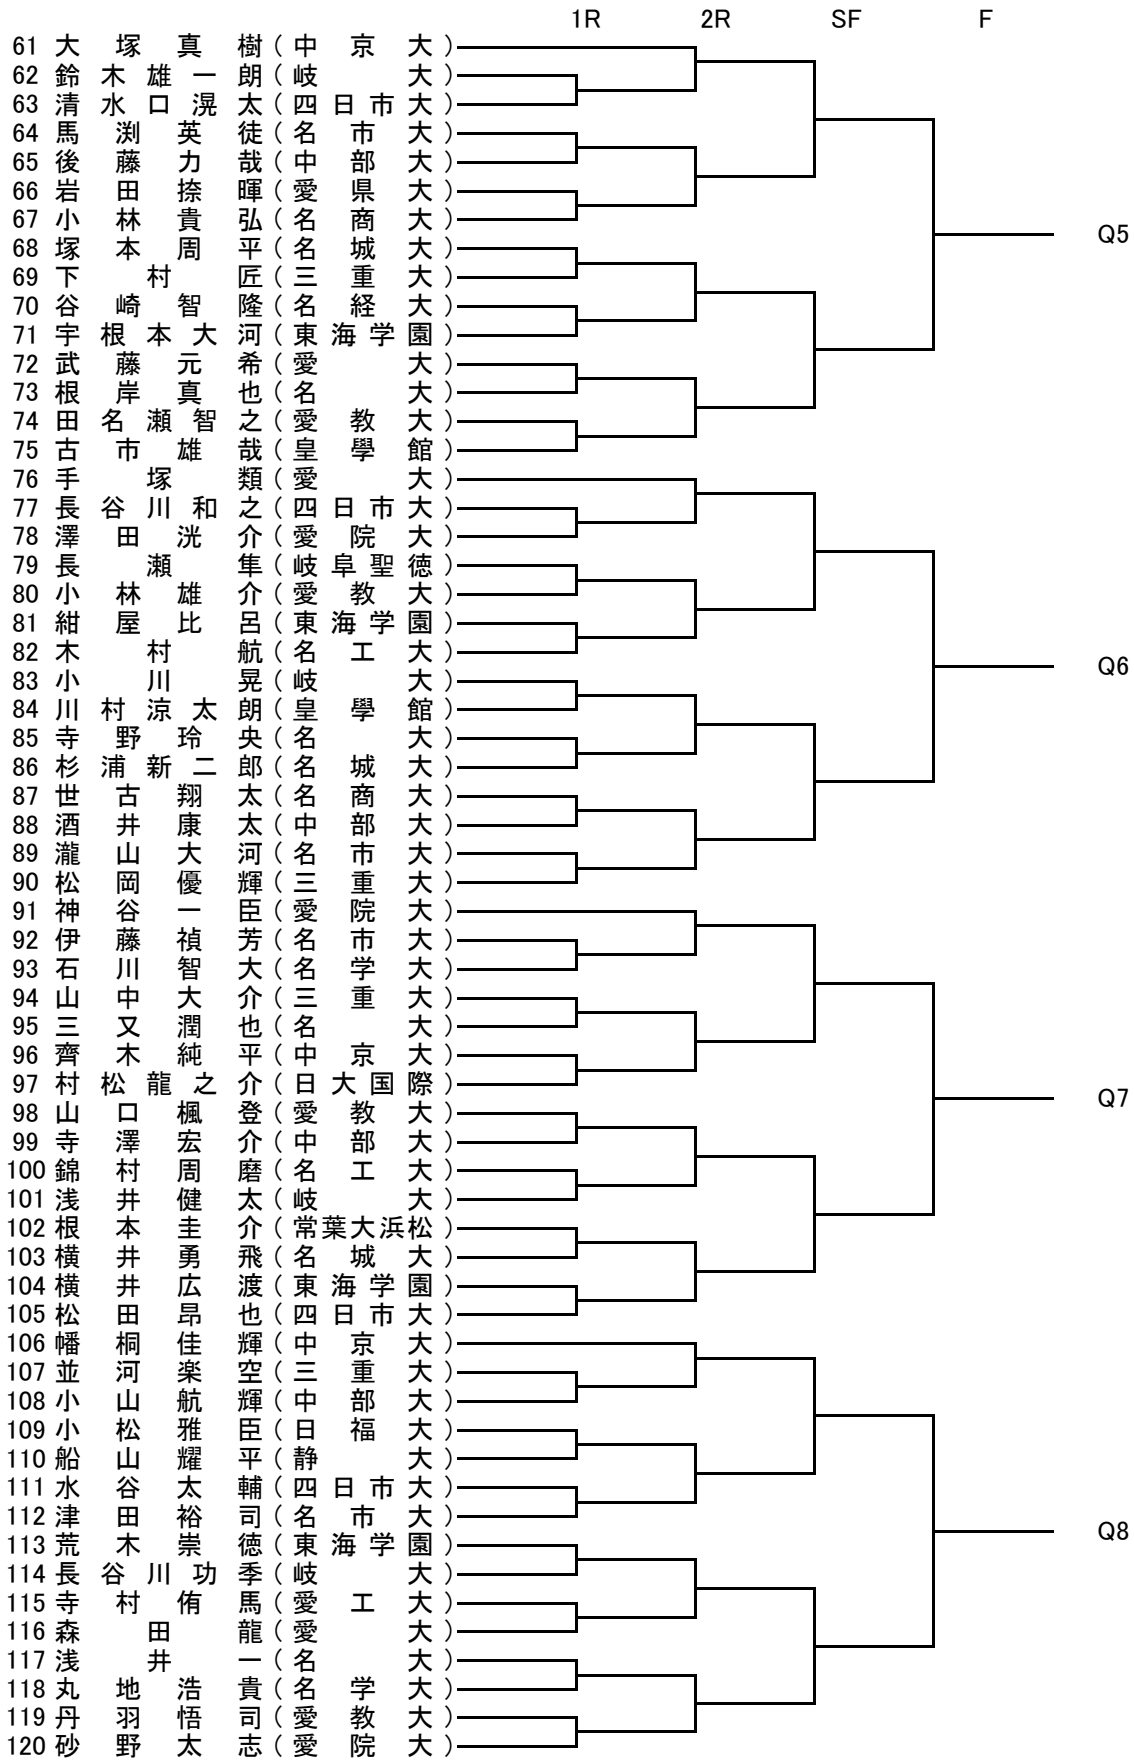 1R 2R SF F
61 大塚真樹(中京大)
62 鈴木雄一朗(岐大)
63 清水口滉太(四日市大)
64 馬渕英徒(名市大)
65 後藤力哉(中部大)
66 岩田捺暉(愛県大)
67 小林貴弘(名商大)
68 塚本周平(名城大)
Q5
69 下村匠(三重大)
70 谷崎智隆(名経大)
71 宇根本大河(東海学園)
72 武藤元希(愛大)
73 根岸真也(名大)
74 田名瀬智之(愛教大)
75 古市雄哉(皇學館)
76 手塚類(愛大)
77 長谷川和之(四日市大)
78 澤田洸介(愛院大)
79 長瀬隼(岐阜聖徳)
80 小林雄介(愛教大)
81 紺屋比呂(東海学園)
82 木村航(名工大)
Q6
83 小川晃(岐大)
84 川村涼太朗(皇學館)
85 寺野玲央(名大)
86 杉浦新二郎(名城大)
87 世古翔太(名商大)
88 酒井康太(中部大)
89 瀧山大河(名市大)
90 松岡優輝(三重大)
91 神谷一臣(愛院大)
92 伊藤禎芳(名市大)
93 石川智大(名学大)
94 山中大介(三重大)
95 三又潤也(名大)
96 齊木純平(中京大)
97 村松龍之介(日大国際)
Q7
98 山口楓登(愛教大)
99 寺澤宏介(中部大)
100 錦村周磨(名工大)
101 浅井健太(岐大)
102 根本圭介(常葉大浜松)
103 横井勇飛(名城大)
104 横井広渡(東海学園)
105 松田昂也(四日市大)
106 幡桐佳輝(中京大)
107 並河楽空(三重大)
108 小山航輝(中部大)
109 小松雅臣(日福大)
110 船山耀平(静大)
111 水谷太輔(四日市大)
112 津田裕司(名市大)
Q8
113 荒木崇徳(東海学園)
114 長谷川功季(岐大)
115 寺村侑馬(愛工大)
116 森田龍(愛大)
117 浅井一(名大)
118 丸地浩貴(名学大)
119 丹羽悟司(愛教大)
120 砂野太志(愛院大)